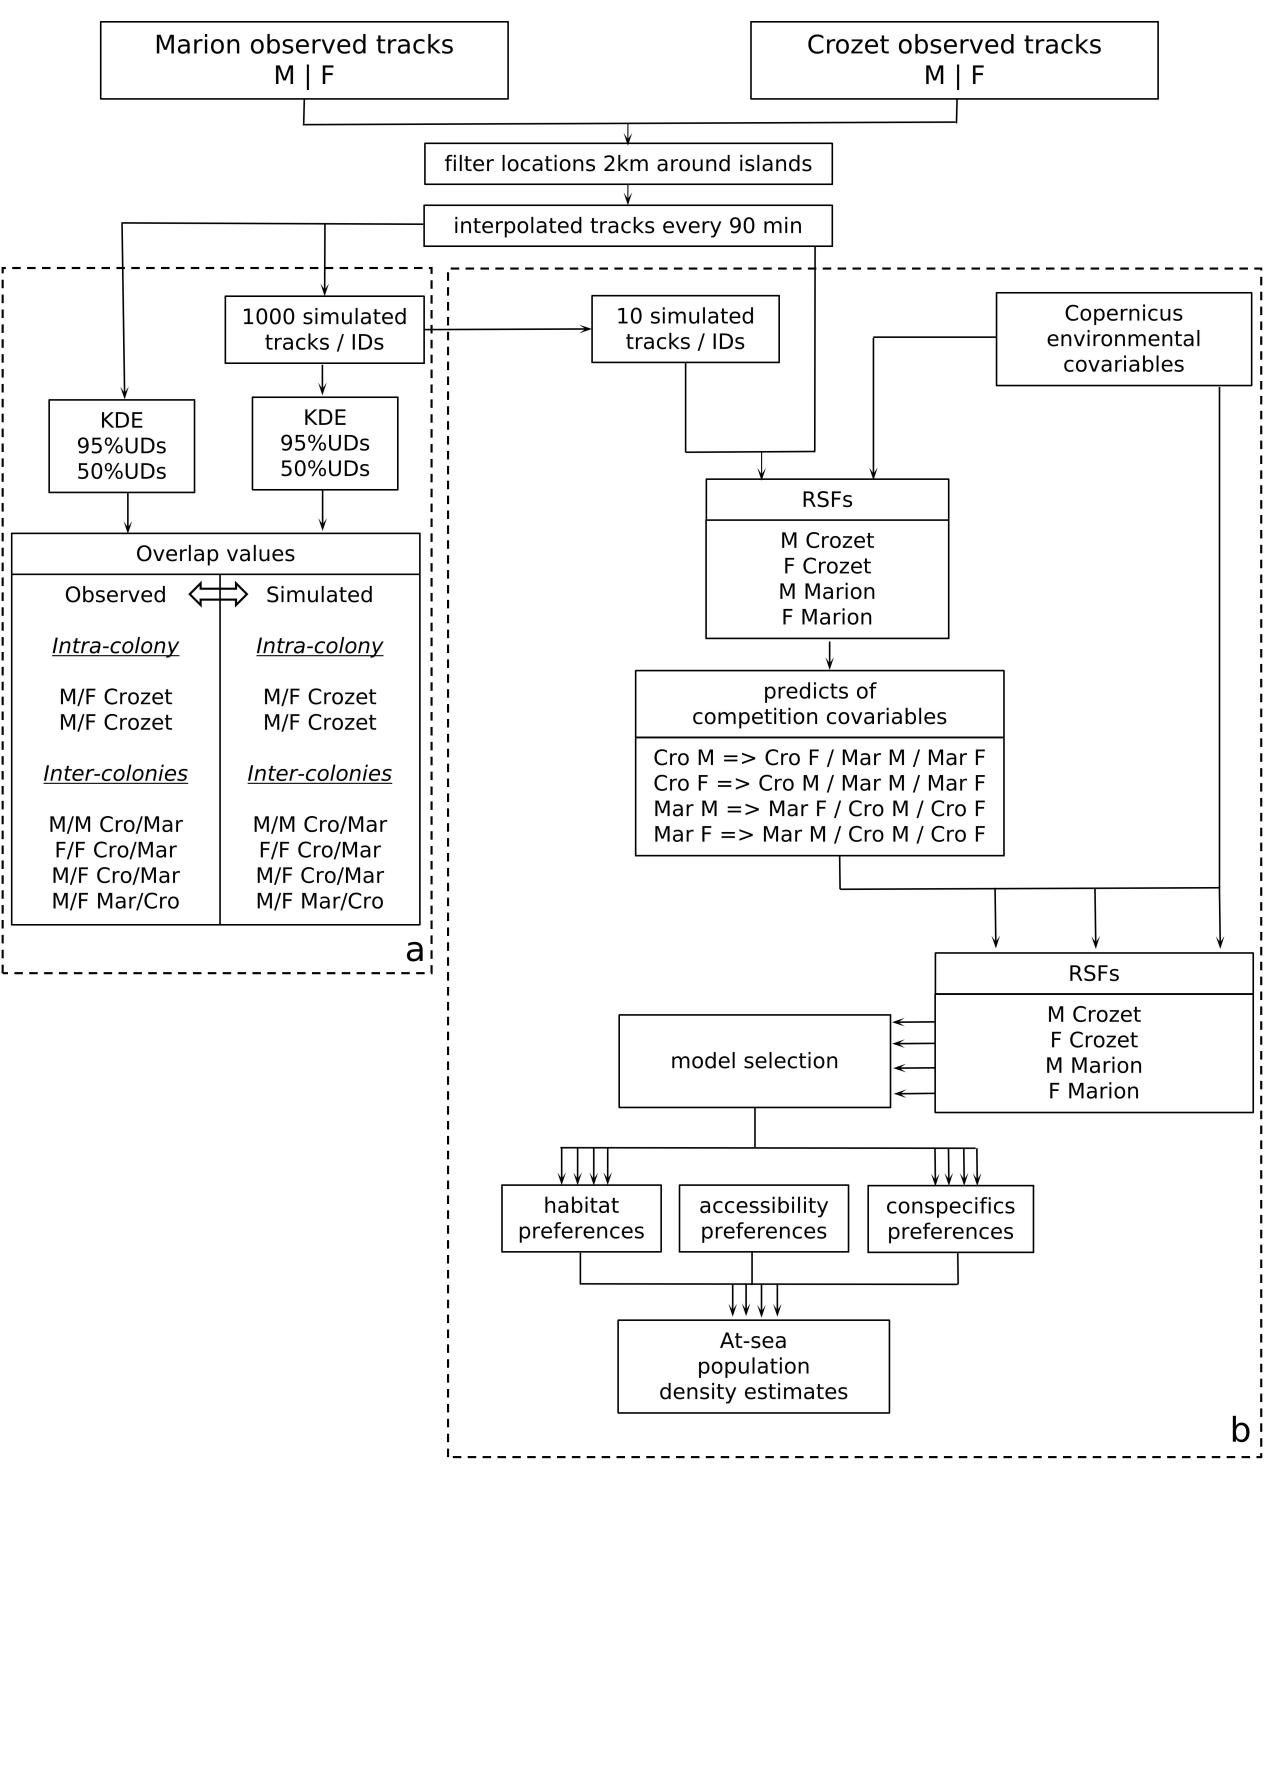 Marion observed tracks
M | F
Crozet observed tracks
M | F
filter locations 2km around islands
interpolated tracks every 90 min
1000 simulated
tracks / IDs
KDE
95%UDs
50%UDs
KDE
95%UDs
50%UDs
Overlap values
Observed
Simulated
Intra-colony
Intra-colony
M/F Crozet
M/F Crozet
M/F Crozet
M/F Crozet
Inter-colonies
Inter-colonies
M/M Cro/Mar
M/M Cro/Mar
F/F Cro/Mar
F/F Cro/Mar
M/F Cro/Mar
M/F Cro/Mar
M/F Mar/Cro
M/F Mar/Cro
a
10 simulated
tracks / IDs
Copernicus
environmental
covariables
RSFs
M Crozet
F Crozet
M Marion
F Marion
predicts of
competition covariables
Cro M => Cro F / Mar M / Mar F
Cro F => Cro M / Mar M / Mar F
Mar M => Mar F / Cro M / Cro F
Mar F => Mar M / Cro M / Cro F
RSFs
M Crozet
F Crozet
M Marion
F Marion
model selection
habitat
preferences
accessibility
preferences
conspecifics
preferences
At-sea
population
density estimates
b